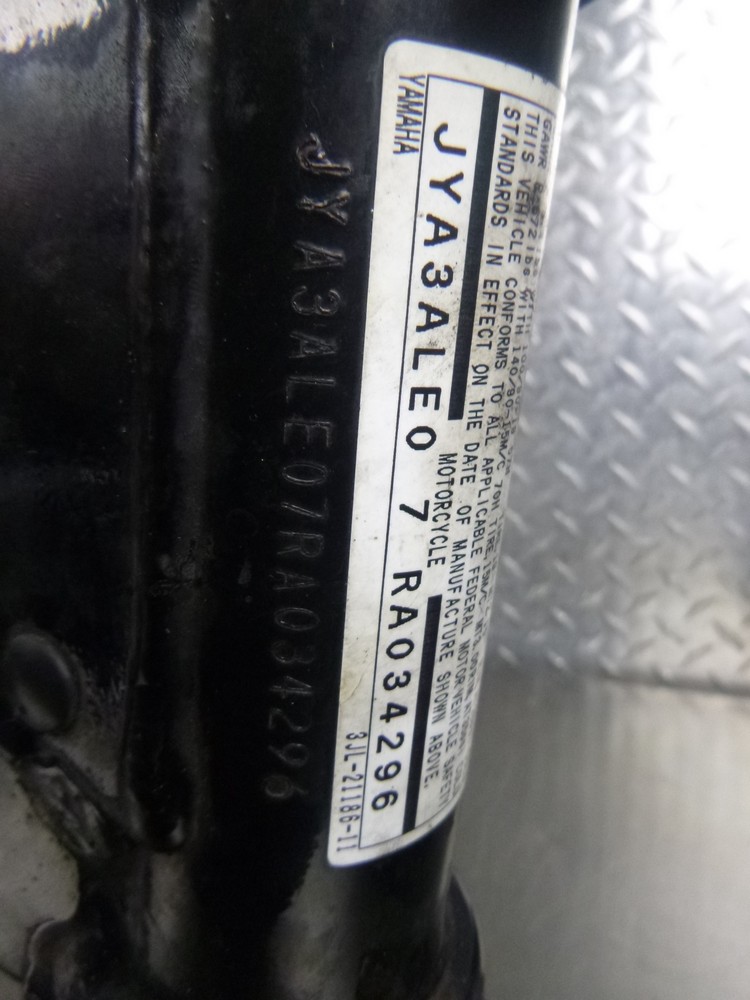 JYA3ALE07RA034296
GAWR
THIS VEHICLE CONFORMS TO ALL APPLICABLE FEDERAL MOTOR VEHICLE SAFETY
STANDARDS IN EFFECT ON THE DATE OF MANUFACTURE SHOWN ABOVE.
MOTORCYCLE
JYA3ALE0 7 RA034296
YAMAHA
3JL-21186-11